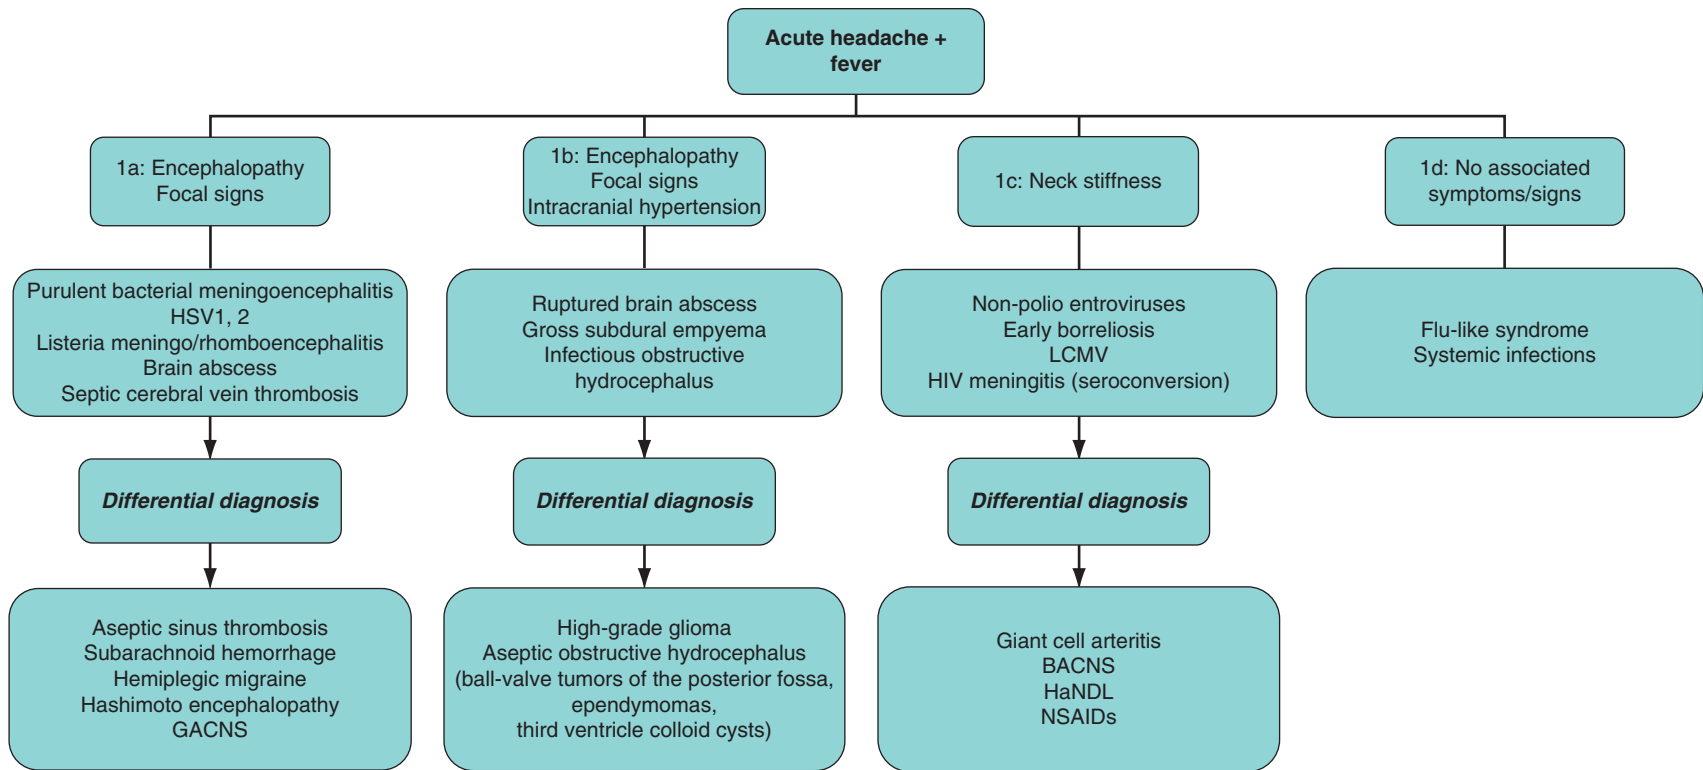 Acute headache +
fever
1a: Encephalopathy
Focal signs
1b: Encephalopathy
Focal signs
Intracranial hypertension
1c: Neck stiffness
1d: No associated
symptoms/signs
Purulent bacterial meningoencephalitis
HSV1, 2
Listeria meningo/rhomboencephalitis
Brain abscess
Septic cerebral vein thrombosis
Ruptured brain abscess
Gross subdural empyema
Infectious obstructive
hydrocephalus
Non-polio entroviruses
Early borreliosis
LCMV
HIV meningitis (seroconversion)
Flu-like syndrome
Systemic infections
Differential diagnosis
Differential diagnosis
Differential diagnosis
Aseptic sinus thrombosis
Subarachnoid hemorrhage
Hemiplegic migraine
Hashimoto encephalopathy
GACNS
High-grade glioma
Aseptic obstructive hydrocephalus
(ball-valve tumors of the posterior fossa,
ependymomas,
third ventricle colloid cysts)
Giant cell arteritis
BACNS
HaNDL
NSAIDs